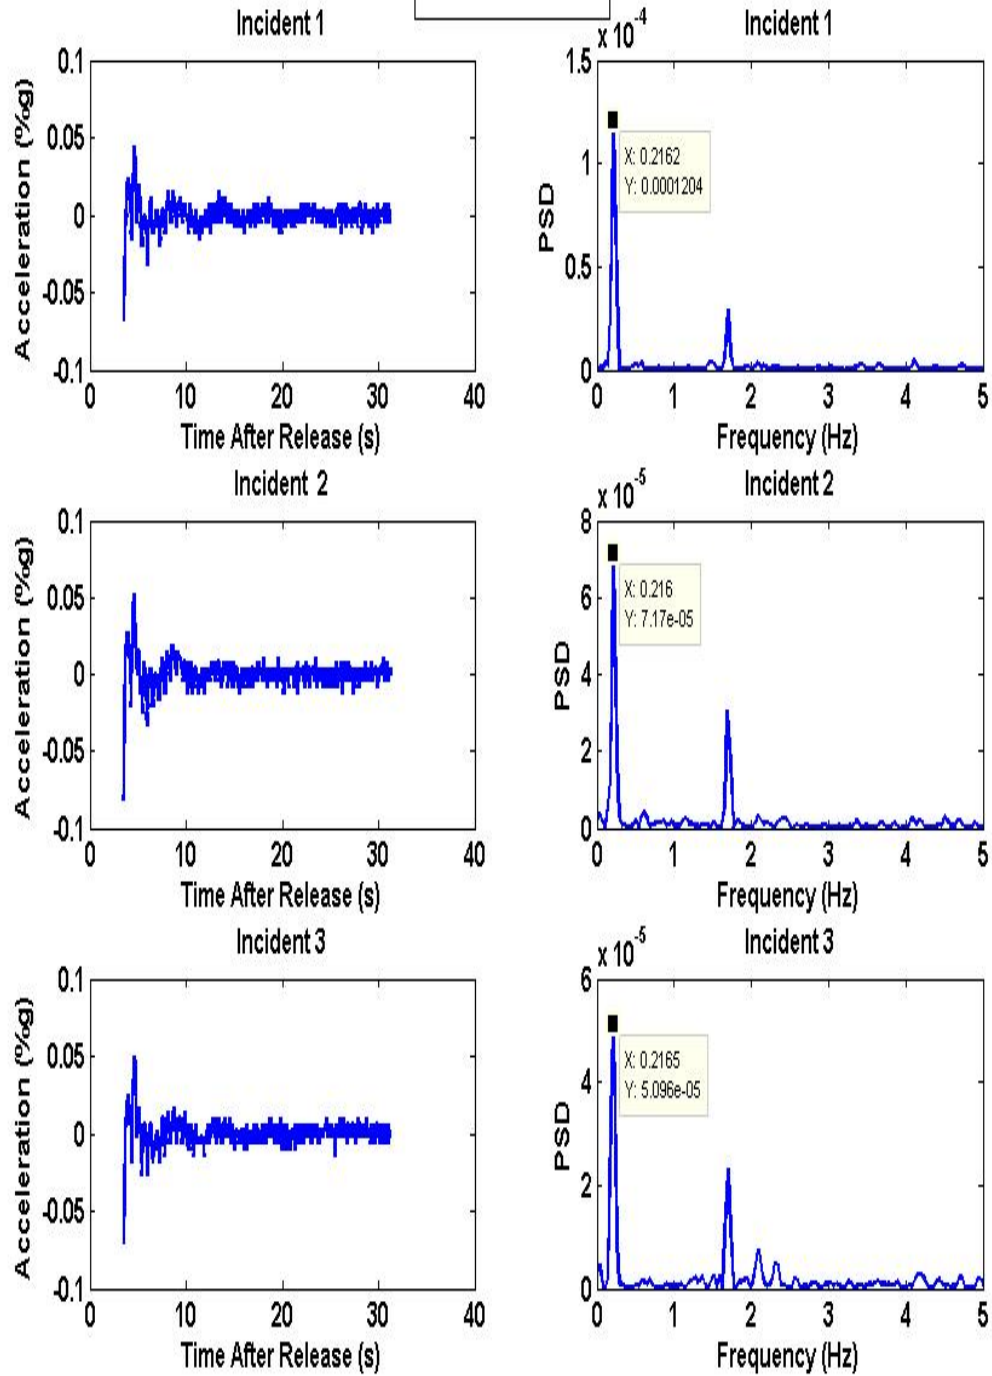 Incident 1
0.1
0.05
0
-0.05
-0.1
Acceleration (%g)
0 10 20 30 40
Time After Release (s)
Incident 1
x 10-4
1.5
1
0.5
0
PSD
X: 0.2162
Y: 0.0001204
0 1 2 3 4 5
Frequency (Hz)
Incident 2
0.1
0.05
0
-0.05
-0.1
Acceleration (%g)
0 10 20 30 40
Time After Release (s)
Incident 2
x 10-5
8
6
4
2
0
PSD
X: 0.216
Y: 7.17e-05
0 1 2 3 4 5
Frequency (Hz)
Incident 3
0.1
0.05
0
-0.05
-0.1
Acceleration (%g)
0 10 20 30 40
Time After Release (s)
Incident 3
x 10-5
6
4
2
0
PSD
X: 0.2165
Y: 5.096e-05
0 1 2 3 4 5
Frequency (Hz)